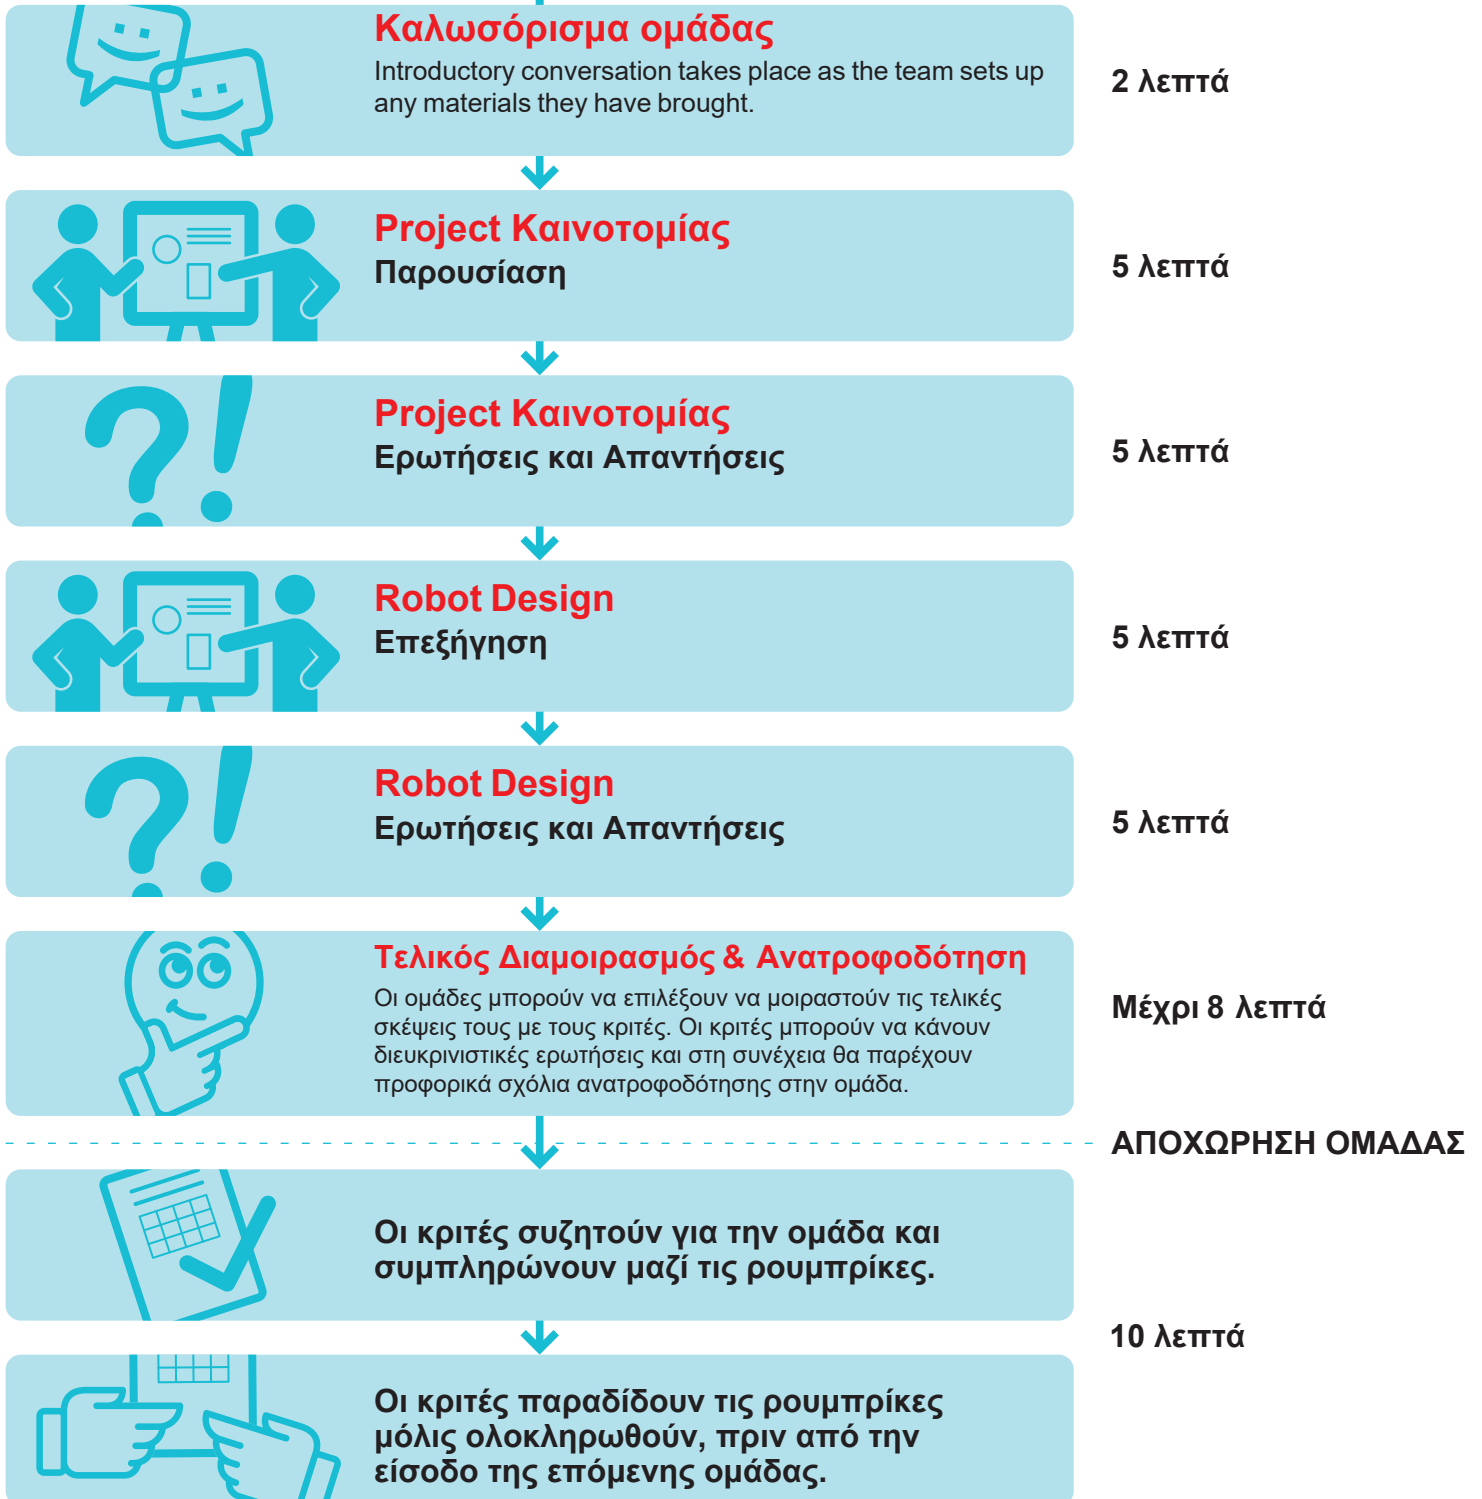 Καλωσόρισμα ομάδας
Introductory conversation takes place as the team sets up
any materials they have brought.
2 λεπτά
Project Καινοτομίας
Παρουσίαση
5 λεπτά
Project Καινοτομίας
Ερωτήσεις και Απαντήσεις
5 λεπτά
Robot Design
Επεξήγηση
5 λεπτά
Robot Design
Ερωτήσεις και Απαντήσεις
5 λεπτά
Τελικός Διαμοιρασμός & Ανατροφοδότηση
Οι ομάδες μπορούν να επιλέξουν να μοιραστούν τις τελικές
σκέψεις τους με τους κριτές. Οι κριτές μπορούν να κάνουν
διευκρινιστικές ερωτήσεις και στη συνέχεια θα παρέχουν
προφορικά σχόλια ανατροφοδότησης στην ομάδα.
Μέχρι 8 λεπτά
ΑΠΟΧΩΡΗΣΗ ΟΜΑΔΑΣ
Οι κριτές συζητούν για την ομάδα και
συμπληρώνουν μαζί τις ρουμπρίκες.
10 λεπτά
Οι κριτές παραδίδουν τις ρουμπρίκες
μόλις ολοκληρωθούν, πριν από την
είσοδο της επόμενης ομάδας.